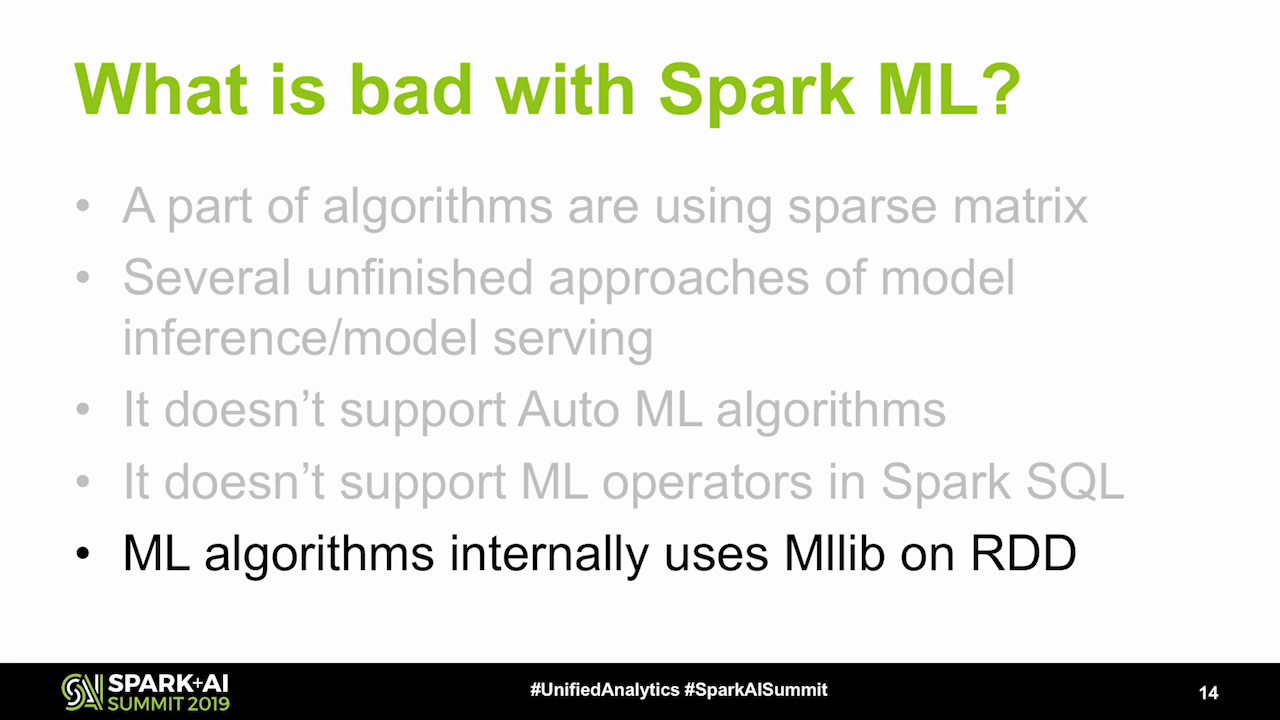 What is bad with Spark ML?
• A part of algorithms are using sparse matrix
• Several unfinished approaches of model
inference/model serving
• It doesn’t support Auto ML algorithms
• It doesn’t support ML operators in Spark SQL
• ML algorithms internally uses Mllib on RDD
SPARK+AI
SUMMIT 2019
#UnifiedAnalytics #SparkAISummit
14